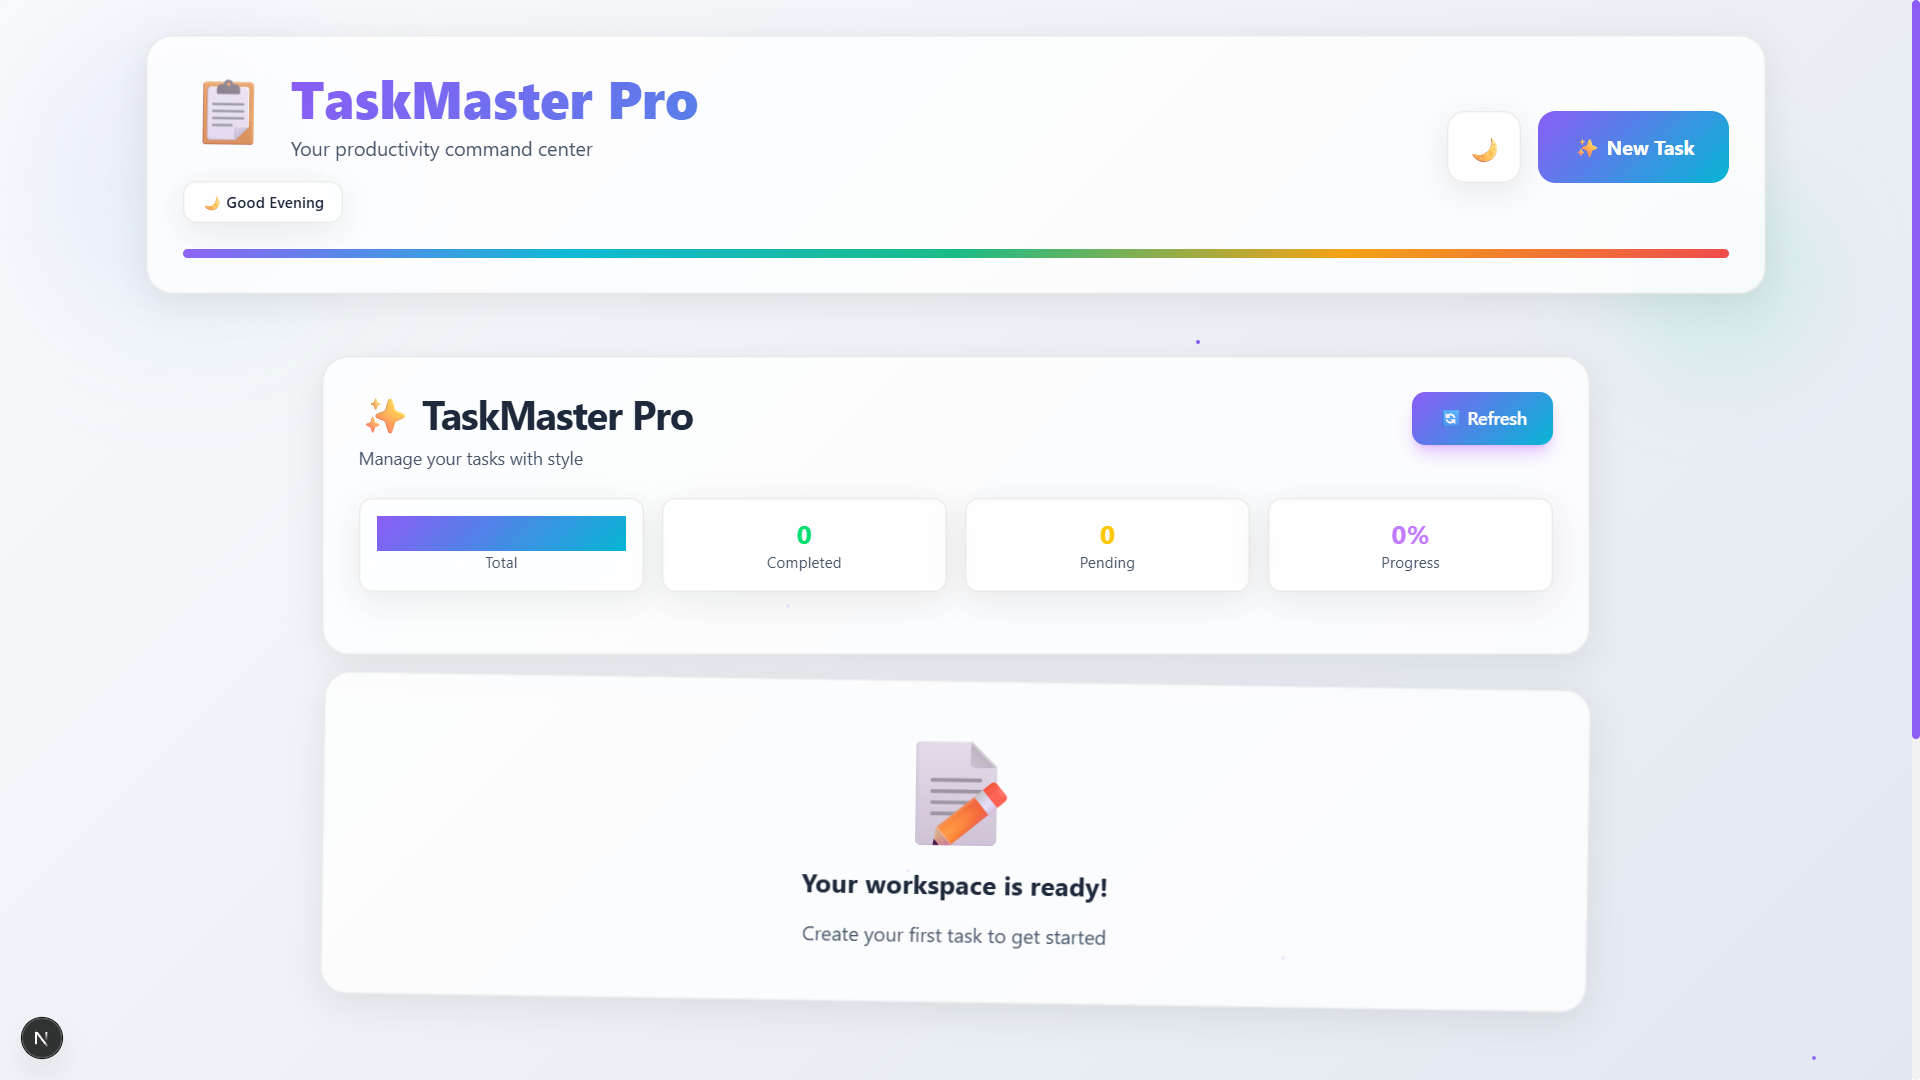 TaskMaster Pro
Your productivity command center
🌙 Good Evening
🌙
✨ New Task
✨ TaskMaster Pro
Manage your tasks with style
🔄 Refresh
Total
0
Completed
0
Pending
0%
Progress
Your workspace is ready!
Create your first task to get started
N